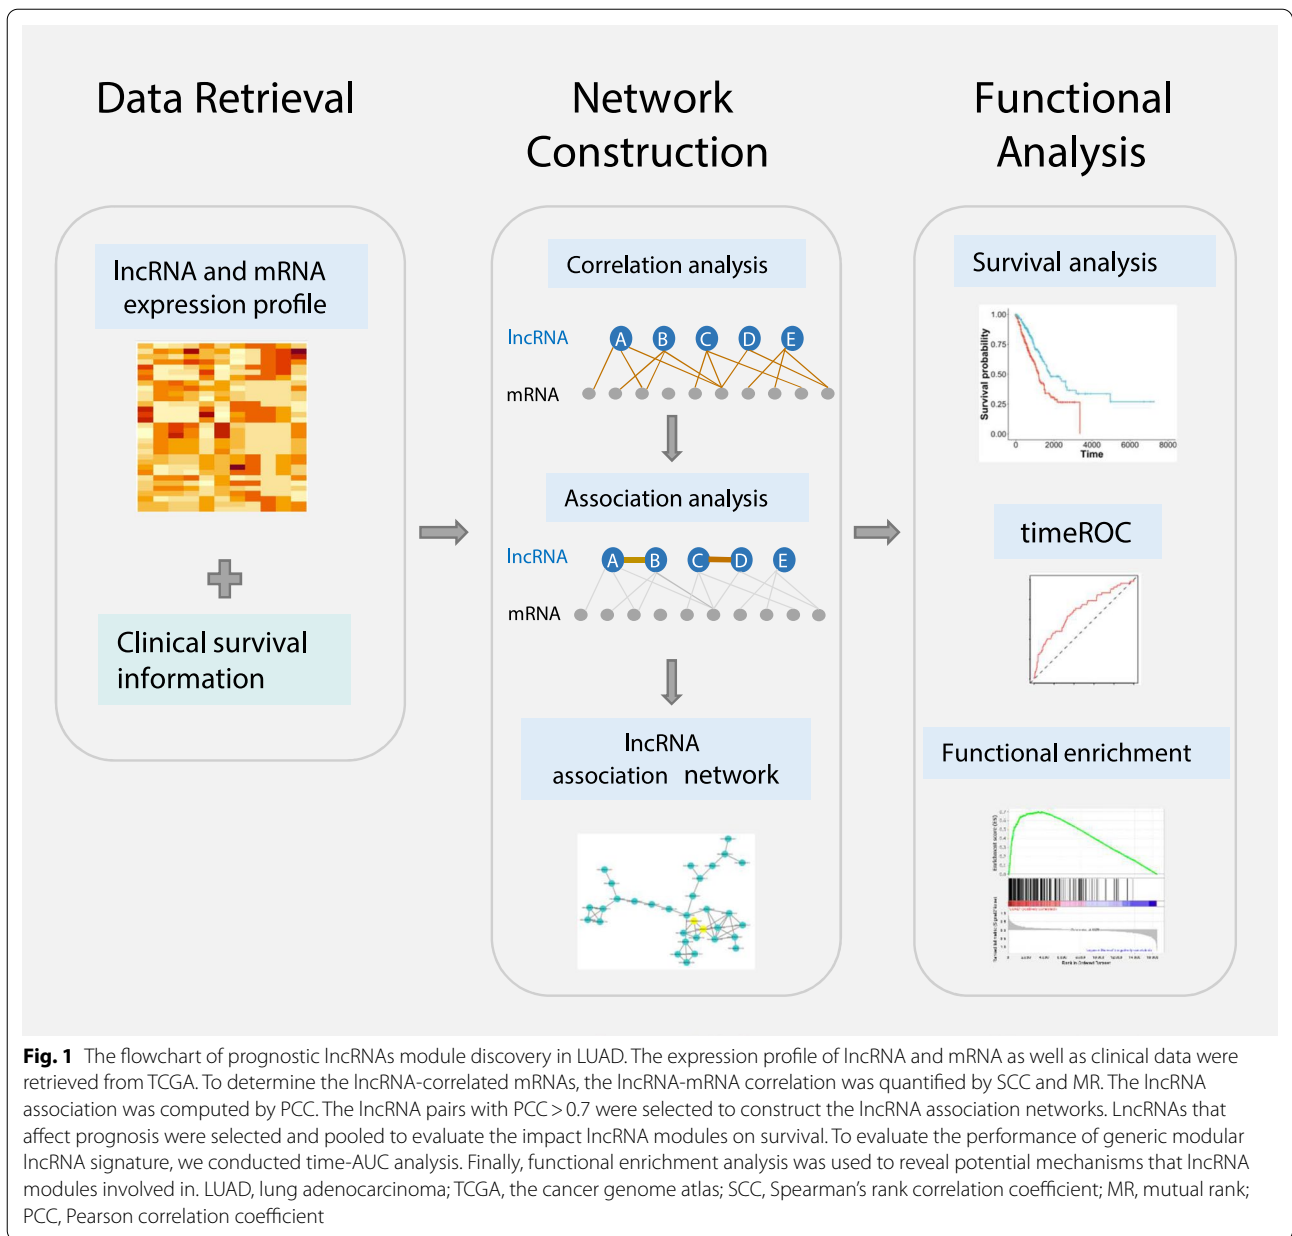 Data Retrieval
Network
Construction
Functional
Analysis
lncRNA and mRNA
expression profile
Clinical survival
information
Correlation analysis
lncRNA
A B C D E
mRNA
Association analysis
lncRNA
A B C D E
mRNA
lncRNA
association network
Survival analysis
Survival probability
1.00
0.75
0.50
0.25
0.00
0 2000 4000 6000 8000
Time
timeROC
Functional enrichment
Fig. 1 The flowchart of prognostic lncRNAs module discovery in LUAD. The expression profile of lncRNA and mRNA as well as clinical data were
retrieved from TCGA. To determine the lncRNA-correlated mRNAs, the lncRNA-mRNA correlation was quantified by SCC and MR. The lncRNA
association was computed by PCC. The lncRNA pairs with PCC > 0.7 were selected to construct the lncRNA association networks. LncRNAs that
affect prognosis were selected and pooled to evaluate the impact lncRNA modules on survival. To evaluate the performance of generic modular
lncRNA signature, we conducted time-AUC analysis. Finally, functional enrichment analysis was used to reveal potential mechanisms that lncRNA
modules involved in. LUAD, lung adenocarcinoma; TCGA, the cancer genome atlas; SCC, Spearman's rank correlation coefficient; MR, mutual rank;
PCC, Pearson correlation coefficient